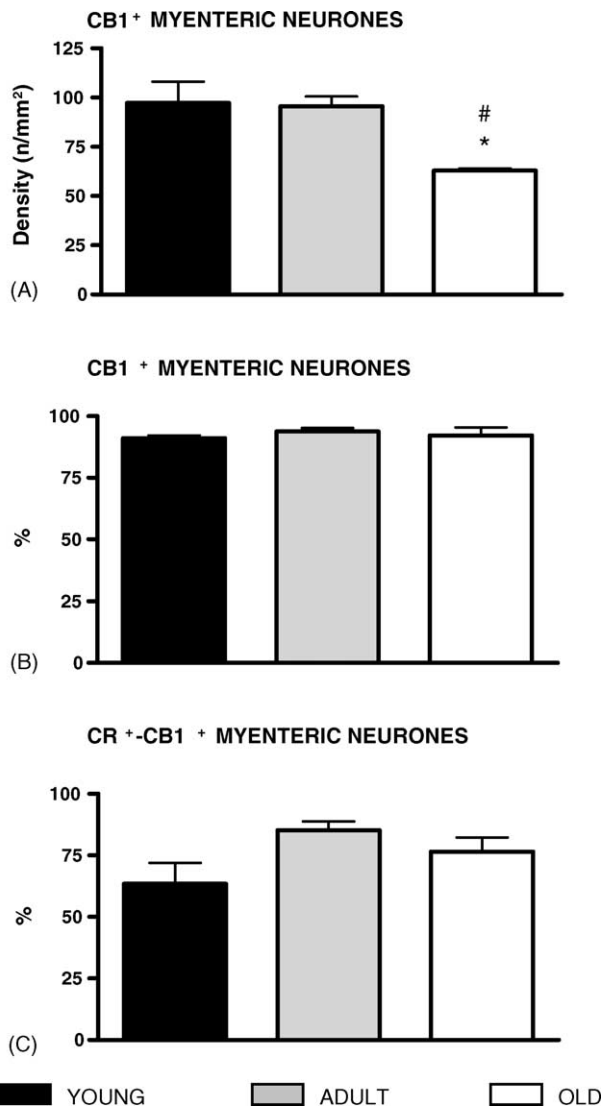 CB1⁺ MYENTERIC NEURONES
125
100
75
50
25
0
Density (n/mm²)
#
*
(A)
CB1 ⁺ MYENTERIC NEURONES
100
75
50
25
0
%
(B)
CR ⁺-CB1 ⁺ MYENTERIC NEURONES
100
75
50
25
0
%
(C)
YOUNG ADULT OLD